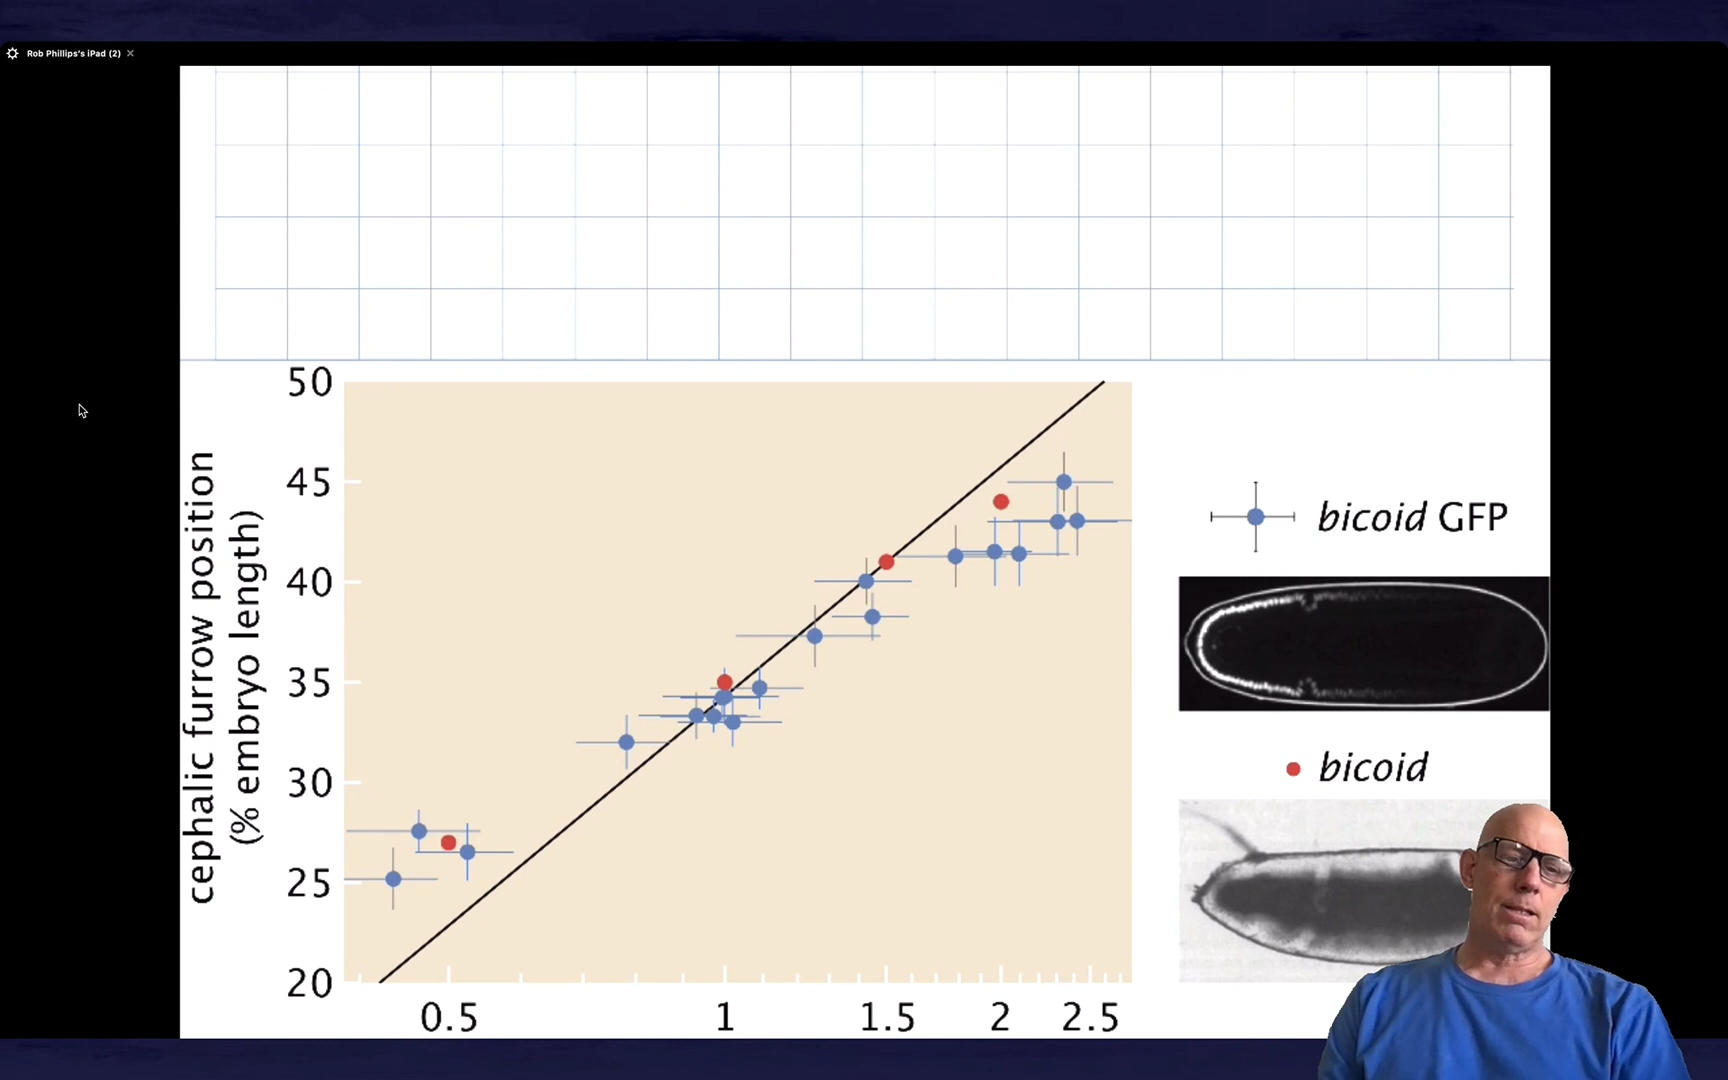 Rob Phillips's iPad (2)
50
45
40
35
30
25
20
cephalic furrow position
(% embryo length)
0.5 1 1.5 2 2.5
bicoid GFP
bicoid